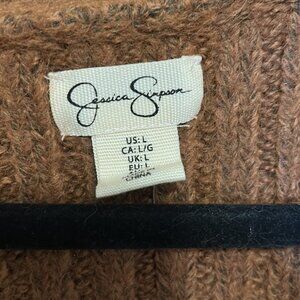 Jessica Simpson
US: L
CA: L/G
UK: L
EU: L
CHINA